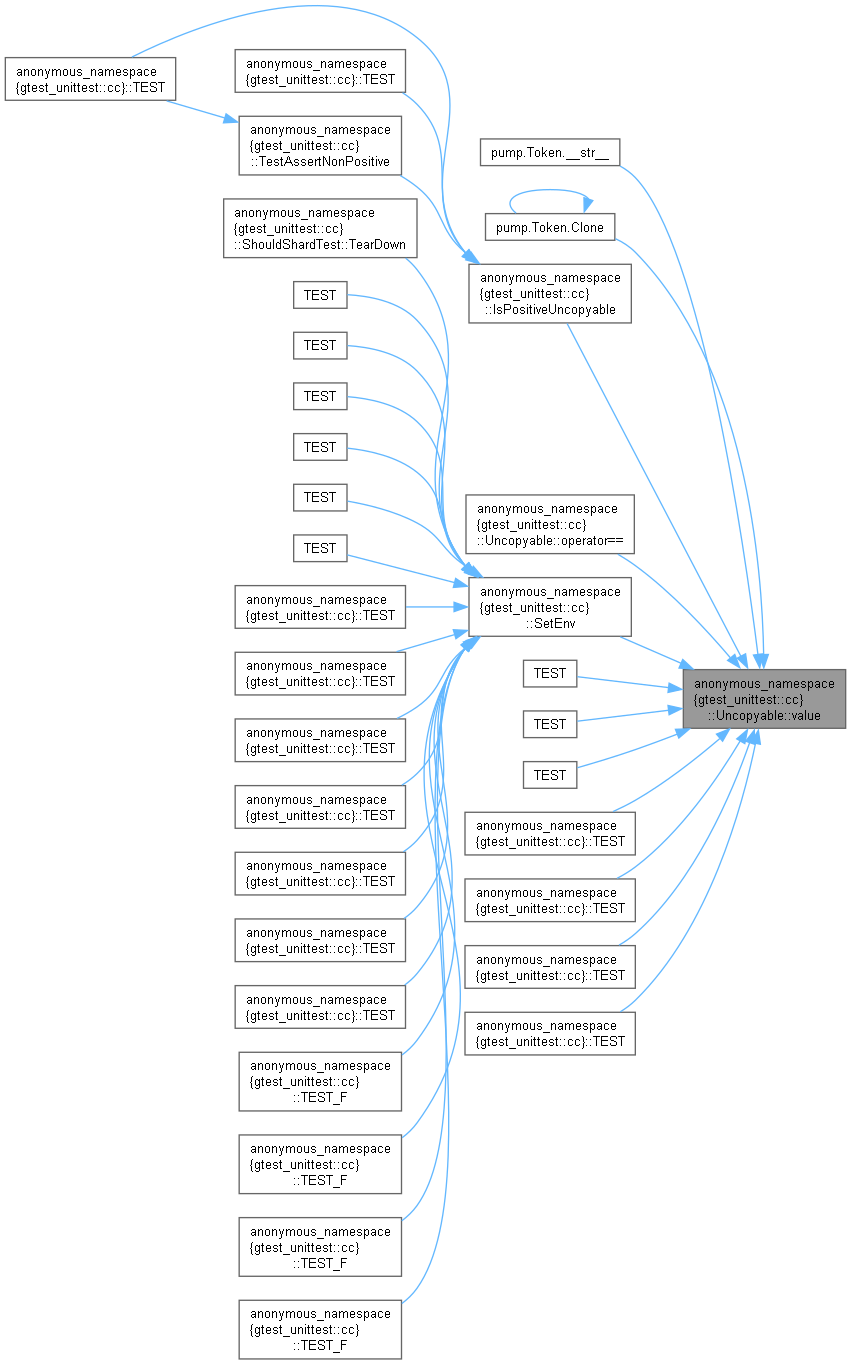 anonymous_namespace
{gtest_unittest::cc}::TEST
anonymous_namespace
{gtest_unittest::cc}::TEST
anonymous_namespace
{gtest_unittest::cc}
::TestAssertNonPositive
anonymous_namespace
{gtest_unittest::cc}
::ShouldShardTest::TearDown
TEST
TEST
TEST
TEST
TEST
TEST
anonymous_namespace
{gtest_unittest::cc}::TEST
anonymous_namespace
{gtest_unittest::cc}::TEST
anonymous_namespace
{gtest_unittest::cc}::TEST
anonymous_namespace
{gtest_unittest::cc}::TEST
anonymous_namespace
{gtest_unittest::cc}::TEST
anonymous_namespace
{gtest_unittest::cc}::TEST
anonymous_namespace
{gtest_unittest::cc}::TEST
anonymous_namespace
{gtest_unittest::cc}
::TEST_F
anonymous_namespace
{gtest_unittest::cc}
::TEST_F
anonymous_namespace
{gtest_unittest::cc}
::TEST_F
anonymous_namespace
{gtest_unittest::cc}
::TEST_F
pump.Token.__str__
pump.Token.Clone
anonymous_namespace
{gtest_unittest::cc}
::IsPositiveUncopyable
anonymous_namespace
{gtest_unittest::cc}
::Uncopyable::operator==
anonymous_namespace
{gtest_unittest::cc}
::SetEnv
TEST
TEST
TEST
anonymous_namespace
{gtest_unittest::cc}::TEST
anonymous_namespace
{gtest_unittest::cc}::TEST
anonymous_namespace
{gtest_unittest::cc}::TEST
anonymous_namespace
{gtest_unittest::cc}::TEST
anonymous_namespace
{gtest_unittest::cc}
::Uncopyable::value